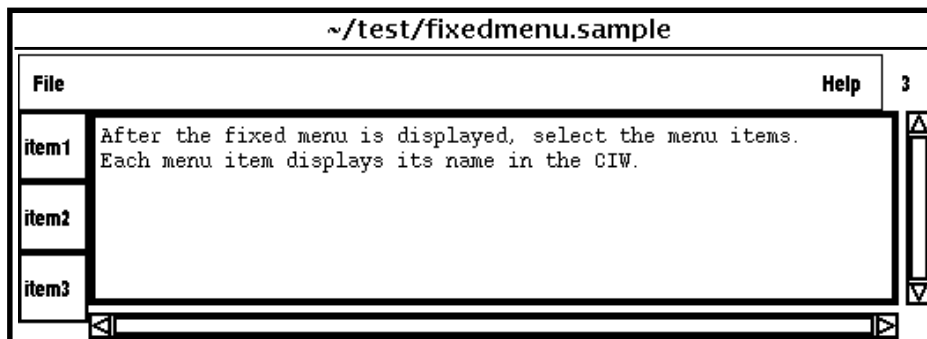 ~/test/fixedmenu.sample
File Help 3
item1
After the fixed menu is displayed, select the menu items.
Each menu item displays its name in the CIW.
item2
item3